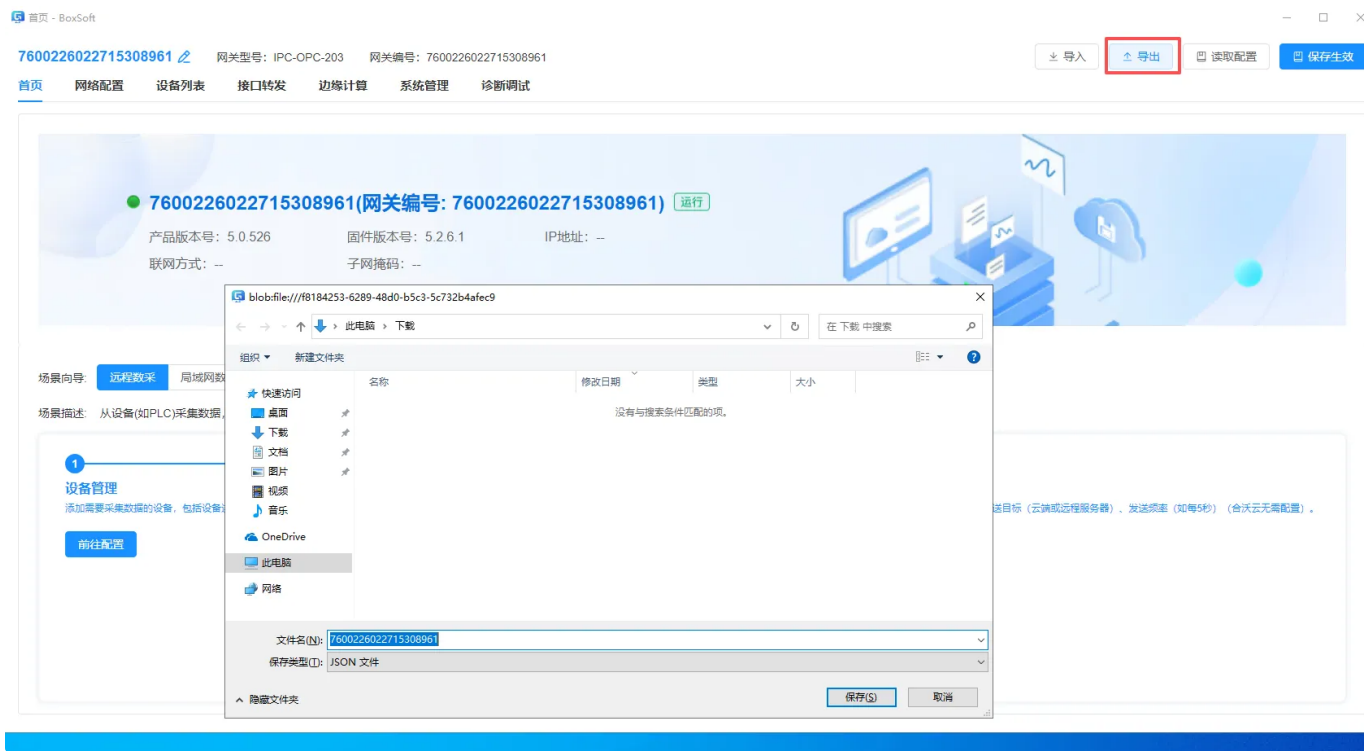 首页 - BoxSoft
7600226022715308961 网关型号：IPC-OPC-203 网关编号：7600226022715308961 导入 导出 读取配置 保存生效
首页 网络配置 设备列表 接口转发 边缘计算 系统管理 诊断调试
7600226022715308961(网关编号: 7600226022715308961) 运行
产品版本号：5.0.526 固件版本号：5.2.6.1 IP地址：--
联网方式：-- 子网掩码：--
blob:file:///f8184253-6289-48d0-b5c3-5c732b4afec9
此电脑 › 下载 在 下载 中搜索
组织 新建文件夹
场景向导: 远程数采 局域网数
场景描述: 从设备(如PLC)采集数据,
名称 修改日期 类型 大小
没有与搜索条件匹配的项。
快速访问
桌面
下载
文档
图片
视频
音乐
OneDrive
此电脑
网络
1
设备管理
添加需要采集数据的设备，包括设备 送目标（云端或远程服务器）、发送频率（如每5秒）（合沃云无需配置）。
前往配置
文件名(N): 7600226022715308961
保存类型(T): JSON 文件
隐藏文件夹 保存(S) 取消